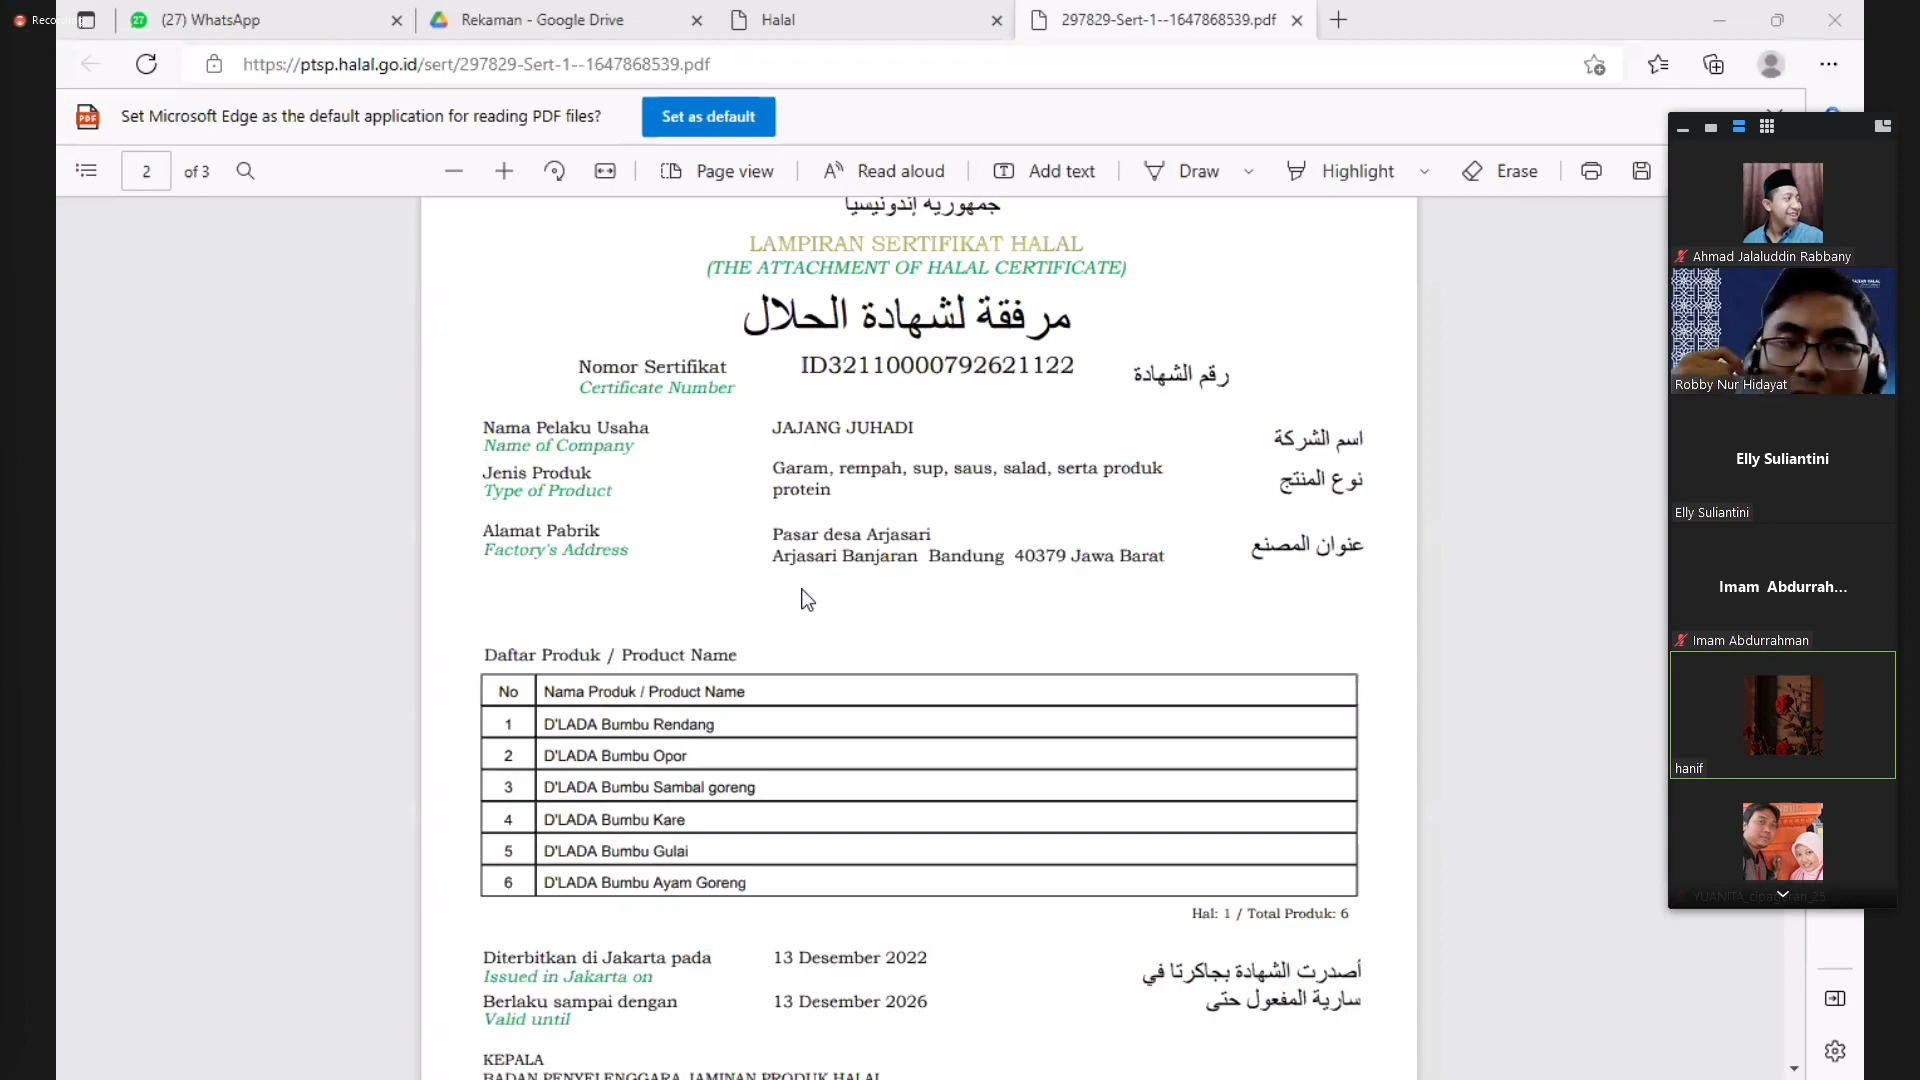 (27) WhatsApp
Rekaman - Google Drive
Halal
297829-Sert-1--1647868539.pdf
https://ptsp.halal.go.id/sert/297829-Sert-1--1647868539.pdf
Set Microsoft Edge as the default application for reading PDF files?
Set as default
2 of 3
Page view
Read aloud
Add text
Draw
Highlight
Erase
جمهورية إندونيسيا
LAMPIRAN SERTIFIKAT HALAL
(THE ATTACHMENT OF HALAL CERTIFICATE)
مرفقة لشهادة الحلال
Nomor Sertifikat ID32110000792621122 رقم الشهادة
Certificate Number
Nama Pelaku Usaha JAJANG JUHADI اسم الشركة
Name of Company
Jenis Produk Garam, rempah, sup, saus, salad, serta produk نوع المنتج
Type of Product protein
Alamat Pabrik Pasar desa Arjasari عنوان المصنع
Factory's Address Arjasari Banjaran Bandung 40379 Jawa Barat
Daftar Produk / Product Name
No Nama Produk / Product Name
1 D'LADA Bumbu Rendang
2 D'LADA Bumbu Opor
3 D'LADA Bumbu Sambal goreng
4 D'LADA Bumbu Kare
5 D'LADA Bumbu Gulai
6 D'LADA Bumbu Ayam Goreng
Hal: 1 / Total Produk: 6
Diterbitkan di Jakarta pada 13 Desember 2022 أصدرت الشهادة بجاكرتا في
Issued in Jakarta on
Berlaku sampai dengan 13 Desember 2026 سارية المفعول حتى
Valid until
KEPALA
BADAN PENYELENGGARA JAMINAN PRODUK HALAL
Ahmad Jalaluddin Rabbany
Robby Nur Hidayat
Elly Suliantini
Elly Suliantini
Imam Abdurrah...
Imam Abdurrahman
hanif